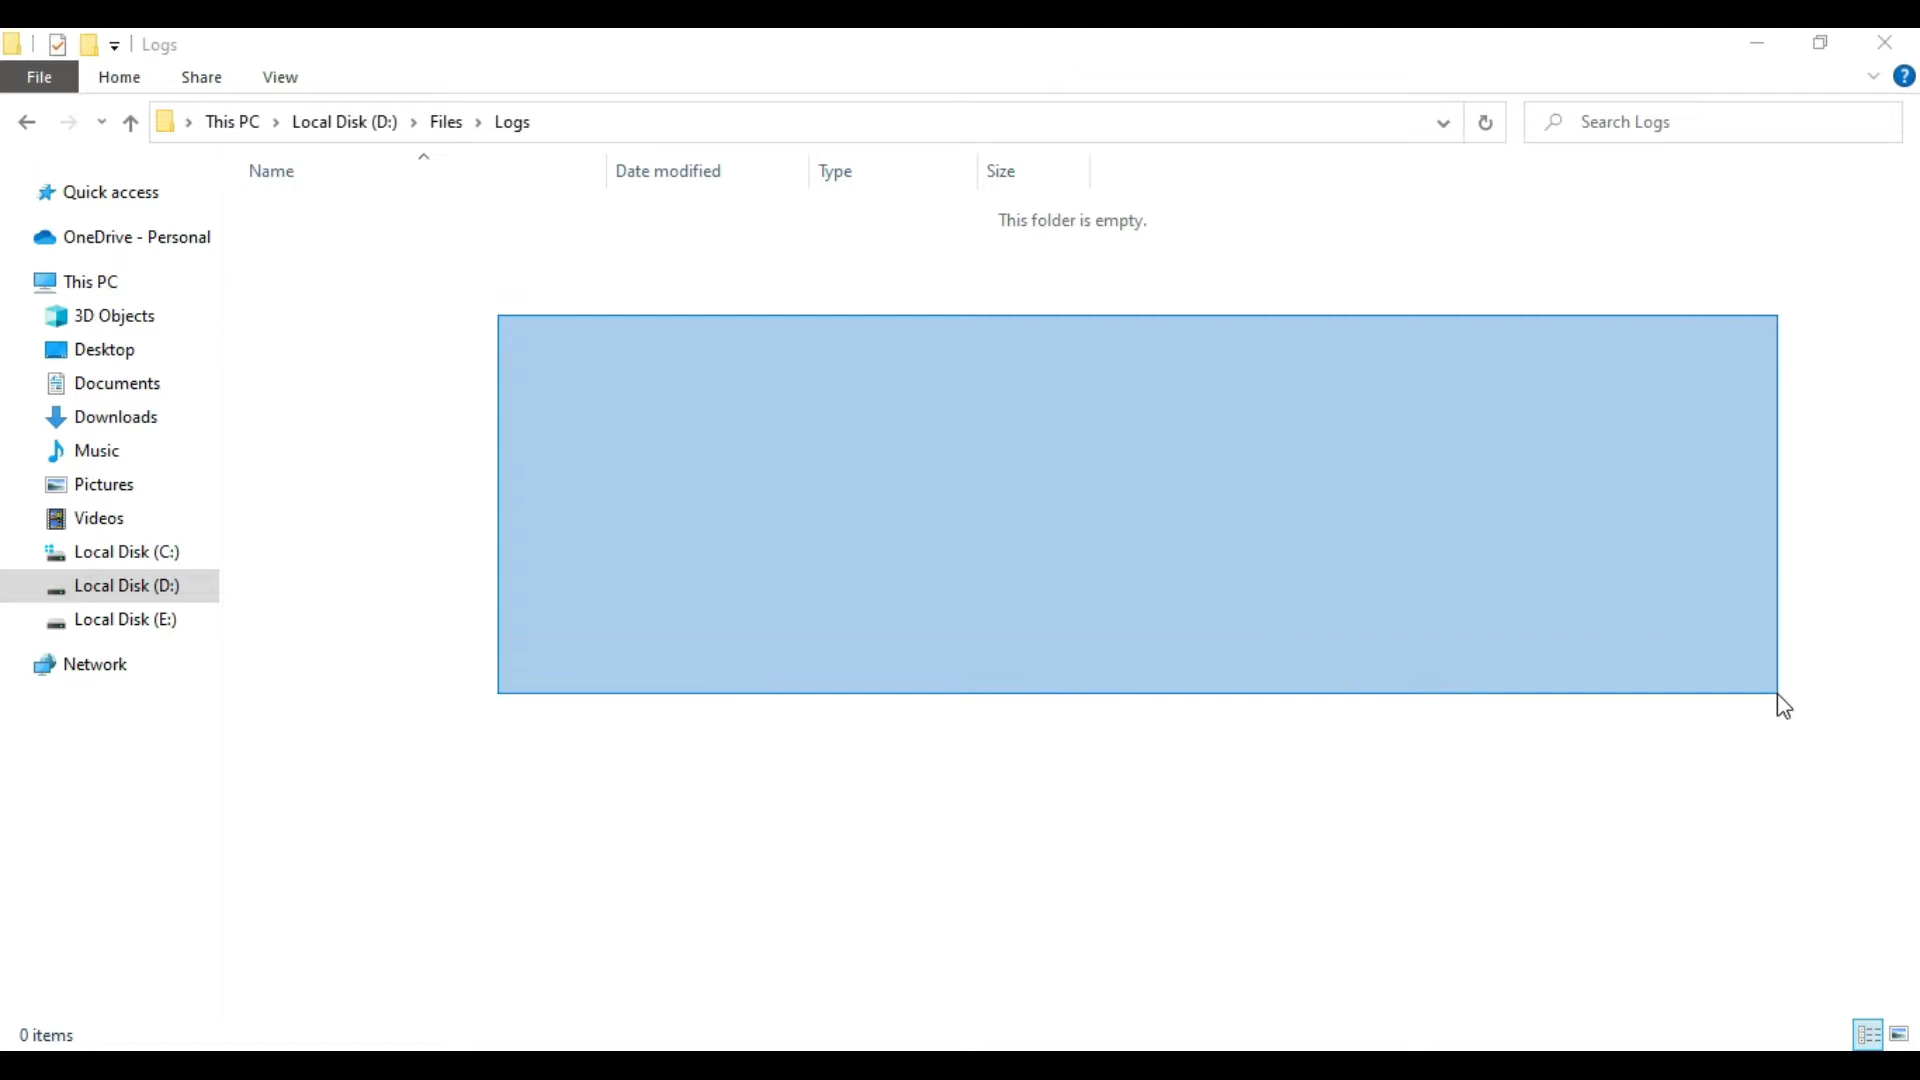 Logs
File Home Share View
This PC Local Disk (D:) Files Logs Search Logs
Name Date modified Type Size
This folder is empty.
Quick access
OneDrive - Personal
This PC
3D Objects
Desktop
Documents
Downloads
Music
Pictures
Videos
Local Disk (C:)
Local Disk (D:)
Local Disk (E:)
Network
0 items